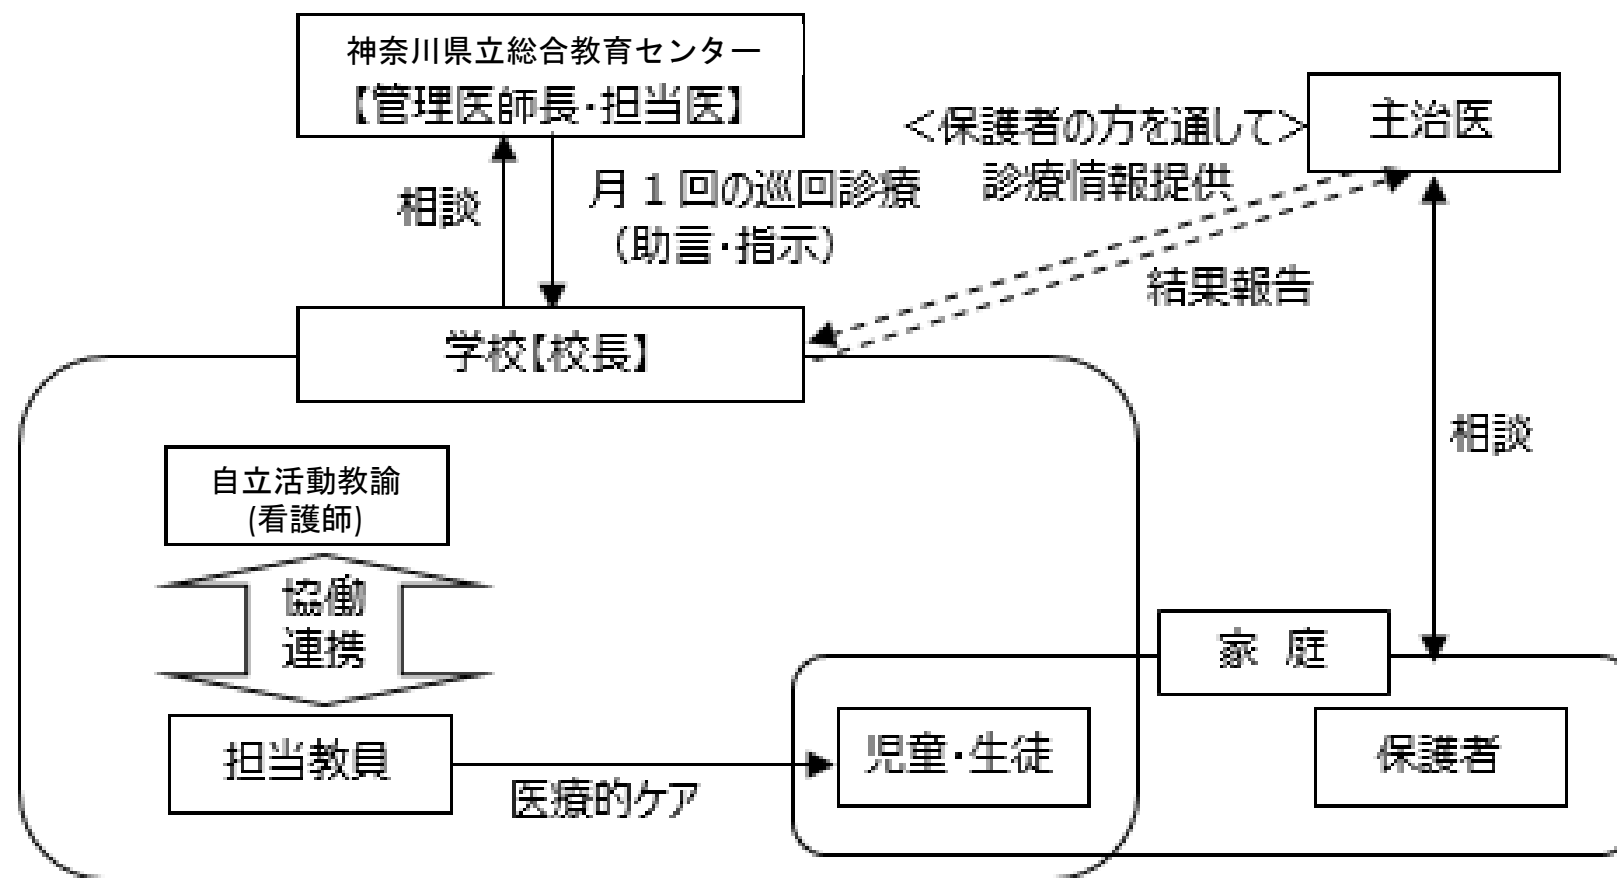 神奈川県立総合教育センター
【管理医師長・担当医】
主治医
＜保護者の方を通して＞
診療情報提供
相談
月１回の巡回診療
（助言・指示）
結果報告
学校【校長】
相談
自立活動教諭
(看護師)
協働
連携
家 庭
担当教員
医療的ケア
児童・生徒
保護者